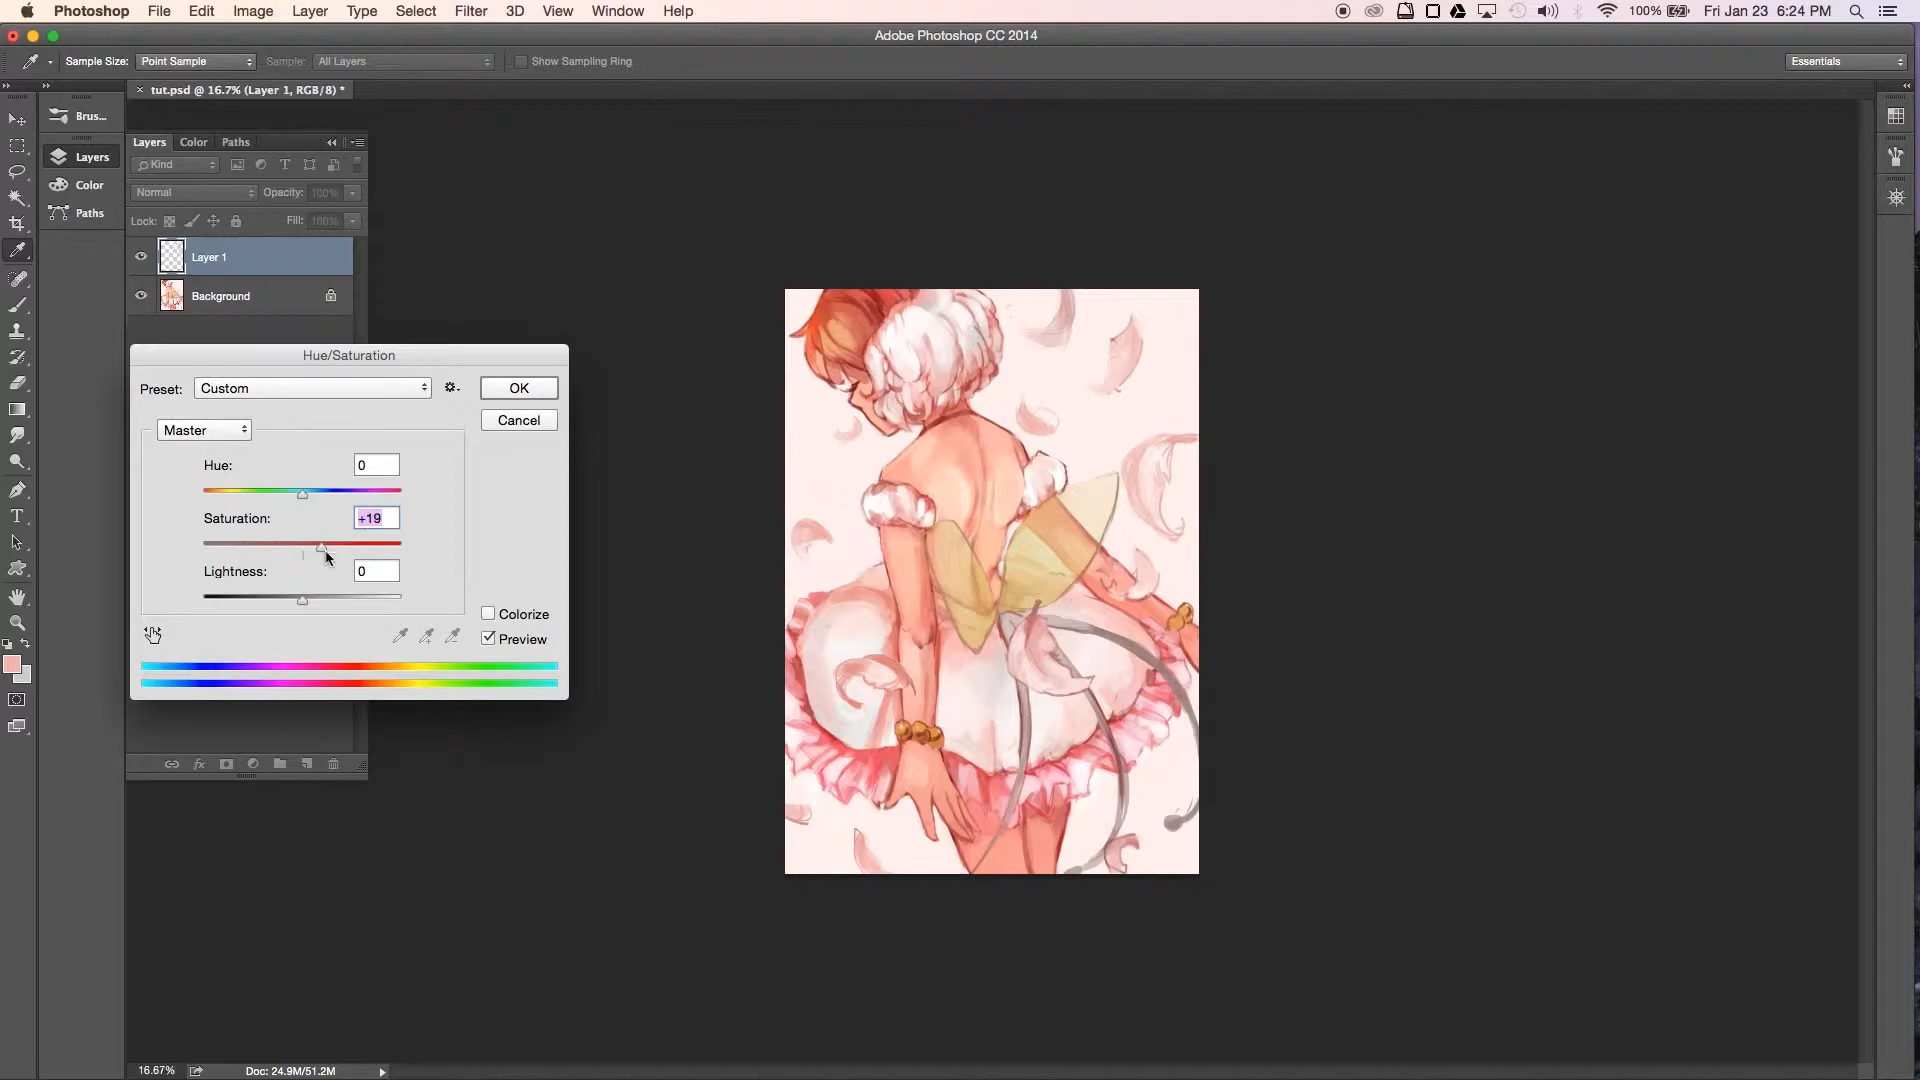 Photoshop File Edit Image Layer Type Select Filter 3D View Window Help 100% Fri Jan 23 6:24 PM
Adobe Photoshop CC 2014
Sample Size: Point Sample Sample: All Layers Show Sampling Ring Essentials
× tut.psd @ 16.7% (Layer 1, RGB/8) *
Brus...
Layers
Color
Paths
Layers Color Paths
Kind
Normal Opacity: 100%
Lock: Fill: 100%
Layer 1
Background
Hue/Saturation
Preset: Custom OK
Cancel
Master
Hue: 0
Saturation: +19
Lightness: 0
Colorize
Preview
16.67% Doc: 24.9M/51.2M